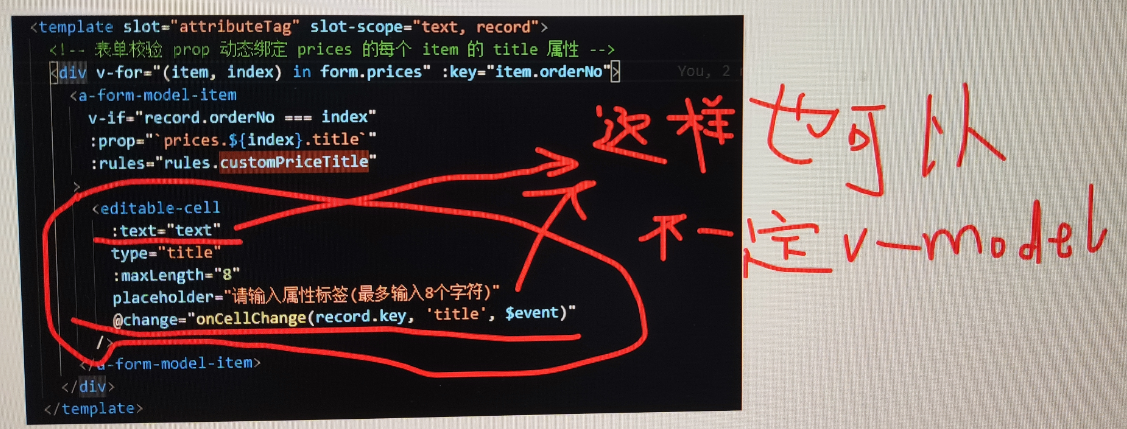 <template slot="attributeTag" slot-scope="text, record">
<!-- 表单校验 prop 动态绑定 prices 的每个 item 的 title 属性 -->
<div v-for="(item, index) in form.prices" :key="item.orderNo">
You, 2
<a-form-model-item
v-if="record.orderNo === index"
:prop="`prices.${index}.title`"
:rules="rules.customPriceTitle"
>
<editable-cell
:text="text"
type="title"
:maxLength="8"
placeholder="请输入属性标签(最多输入8个字符)"
@change="onCellChange(record.key, 'title', $event)"
/>
</a-form-model-item>
</div>
</template>
这样也可以
不一定 v-model